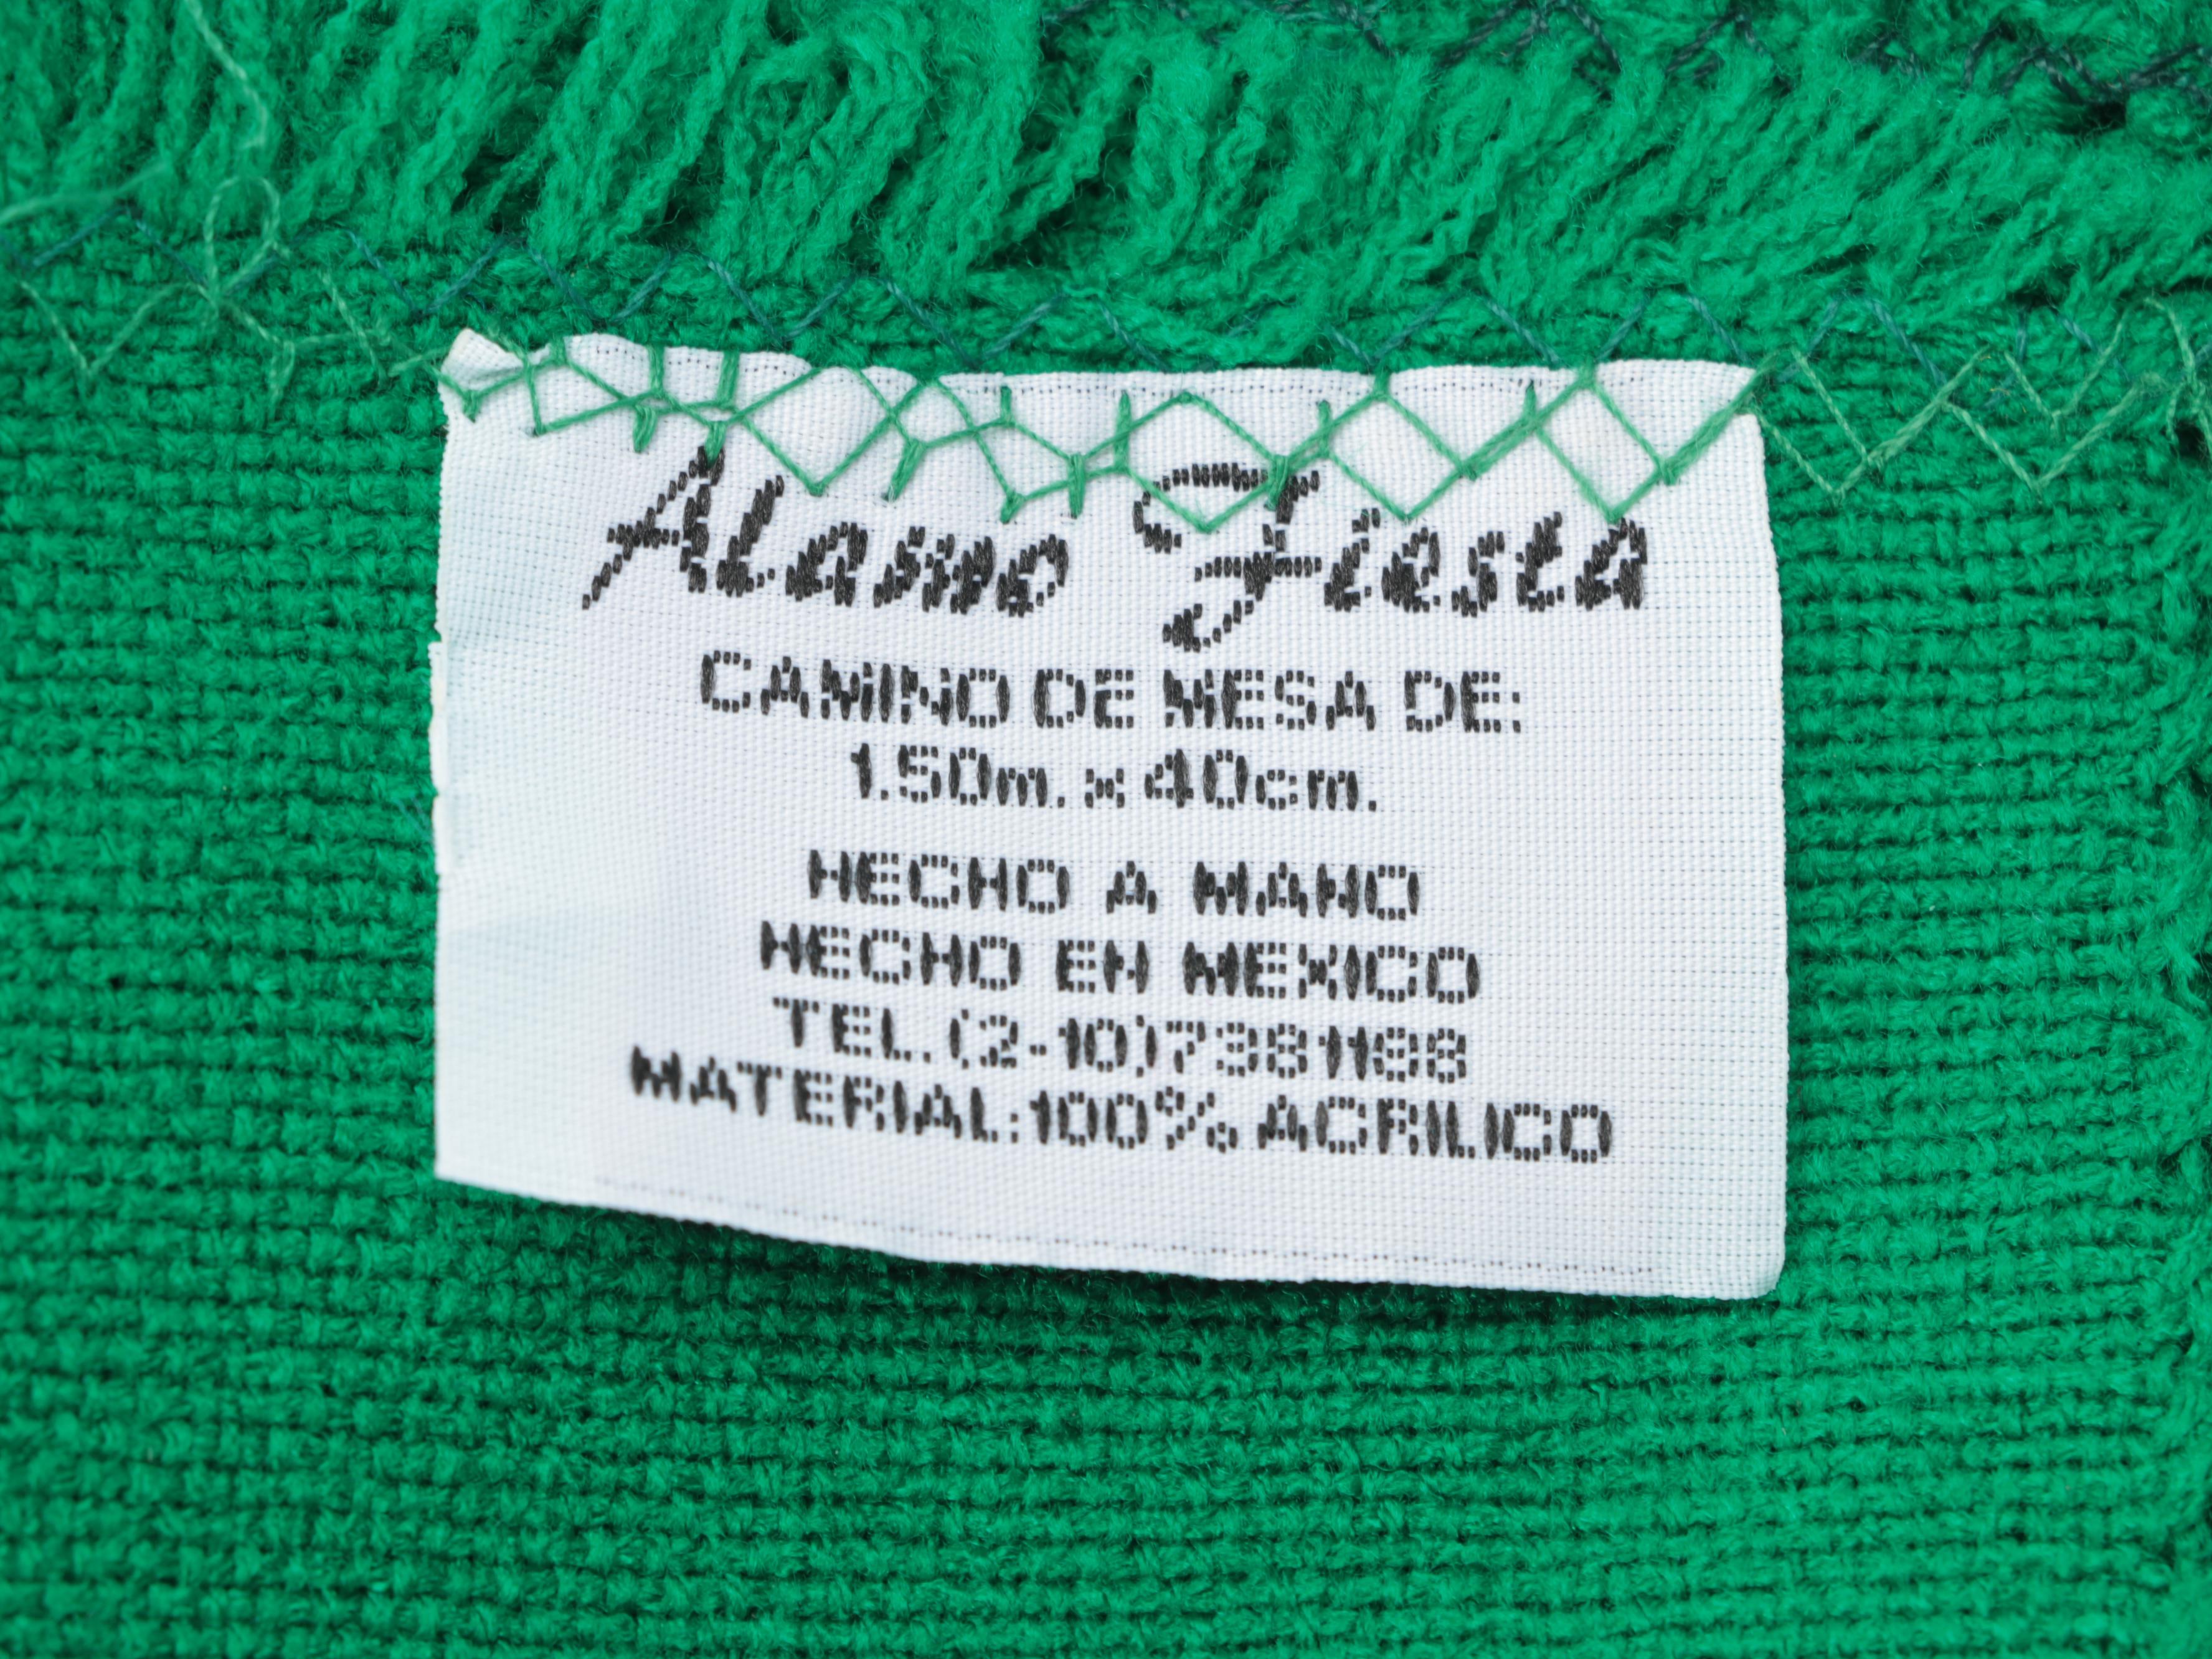 Alamo Fiesta
CAMINO DE MESA DE:
1.50m. x 40cm.
HECHO A MANO
HECHO EN MEXICO
TEL.(2-10)7381188
MATERIAL:100% ACRILICO